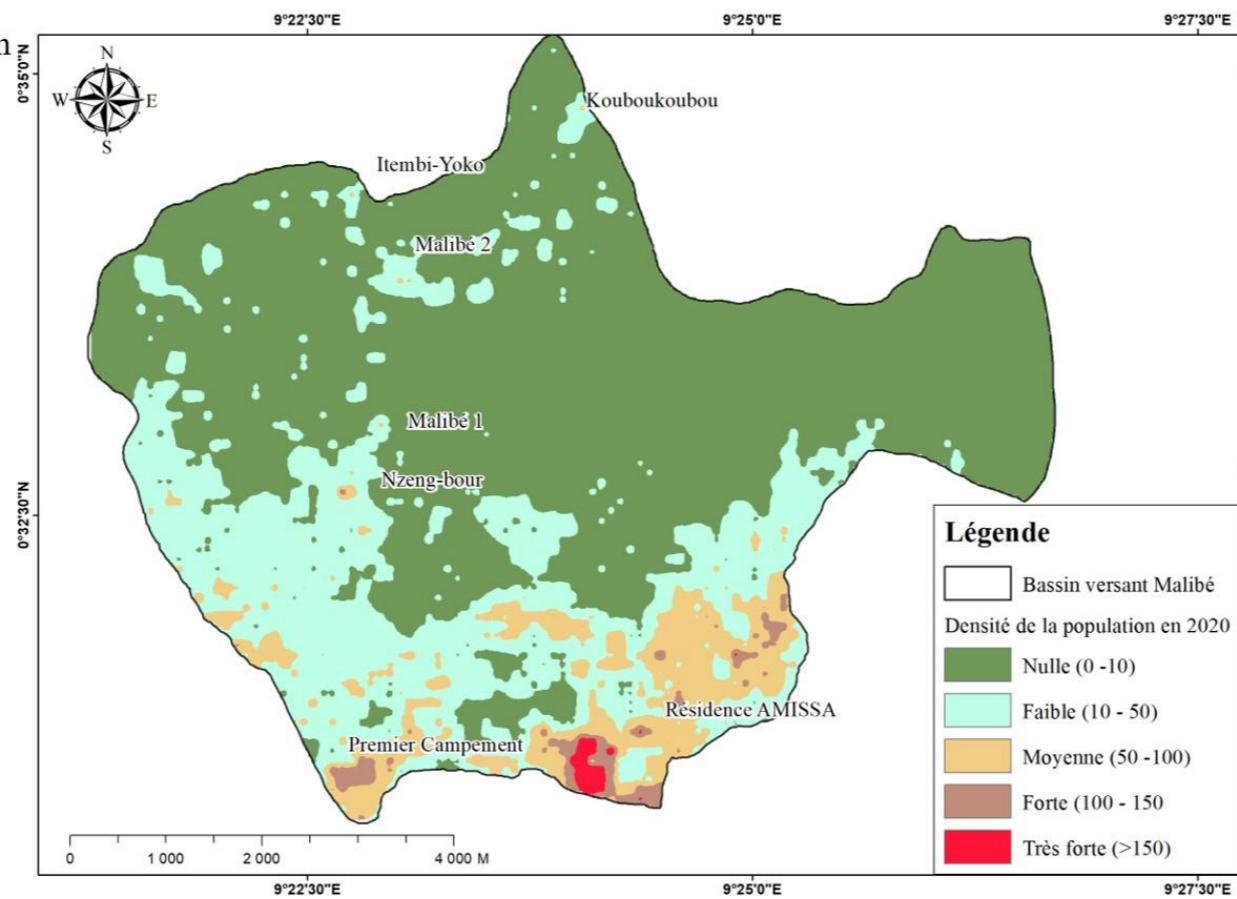 9°22'30"E
9°25'0"E
9°27'30"E
n
0°35'0"N
N
W
E
S
Kouboukoubou
Itembi-Yoko
Malibé 2
Malibé 1
Nzeng-bour
0°32'30"N
Résidence AMISSA
Premier Campement
Légende
Bassin versant Malibé
Densité de la population en 2020
Nulle (0 -10)
Faible (10 - 50)
Moyenne (50 -100)
Forte (100 - 150
Très forte (>150)
0 1 000 2 000 4 000 M
9°22'30"E
9°25'0"E
9°27'30"E